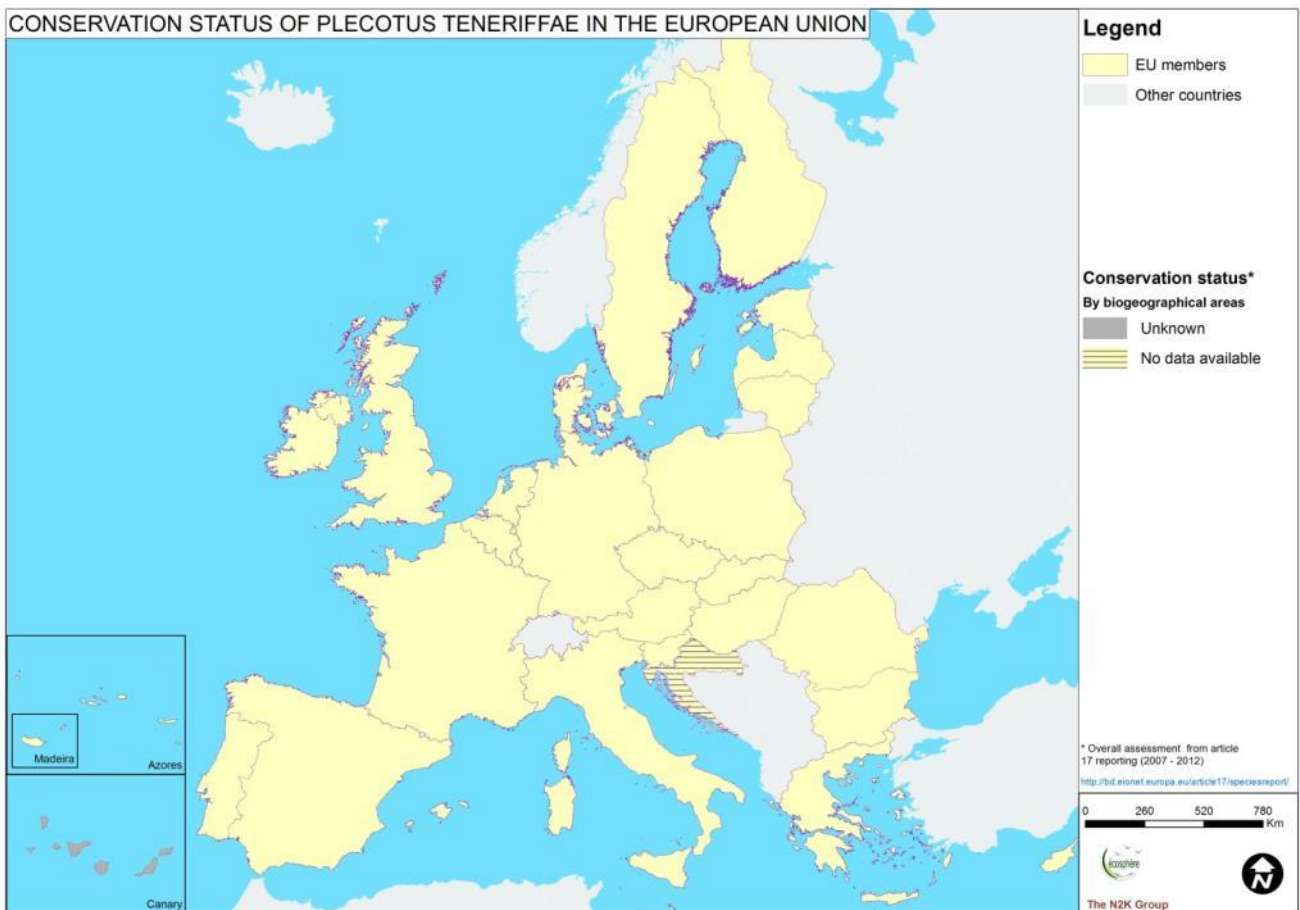 CONSERVATION STATUS OF PLECOTUS TENERIFFAE IN THE EUROPEAN UNION
Legend
EU members
Other countries
Conservation status*
By biogeographical areas
Unknown
No data available
* Overall assessment from article
17 reporting (2007 - 2012)
http://bd.eionet.europa.eu/article17/speciesreport/
0 260 520 780
Km
écosphère
N
The N2K Group
Madeira
Azores
Canary